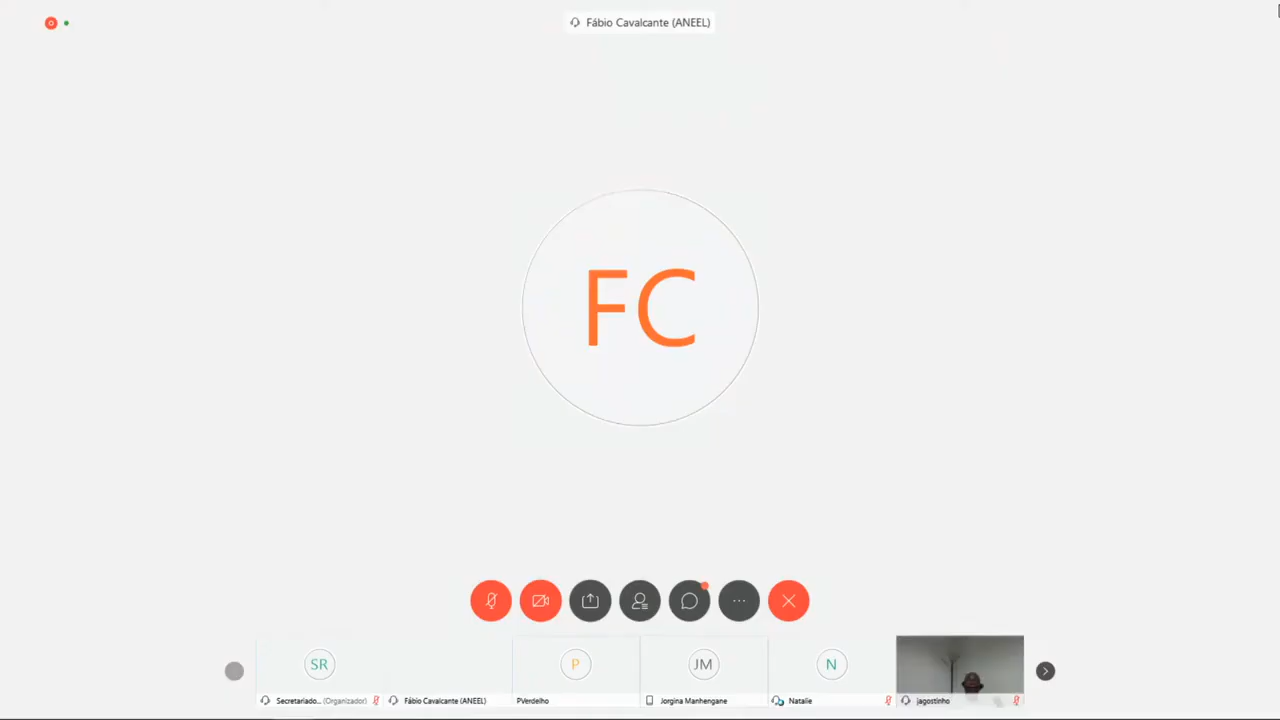 Fábio Cavalcante (ANEEL)
FC
SR
P
JM
N
Secretariado... (Organizador)
Fábio Cavalcante (ANEEL)
PVerdelho
Jorgina Manhengane
Natalie
jagostinho